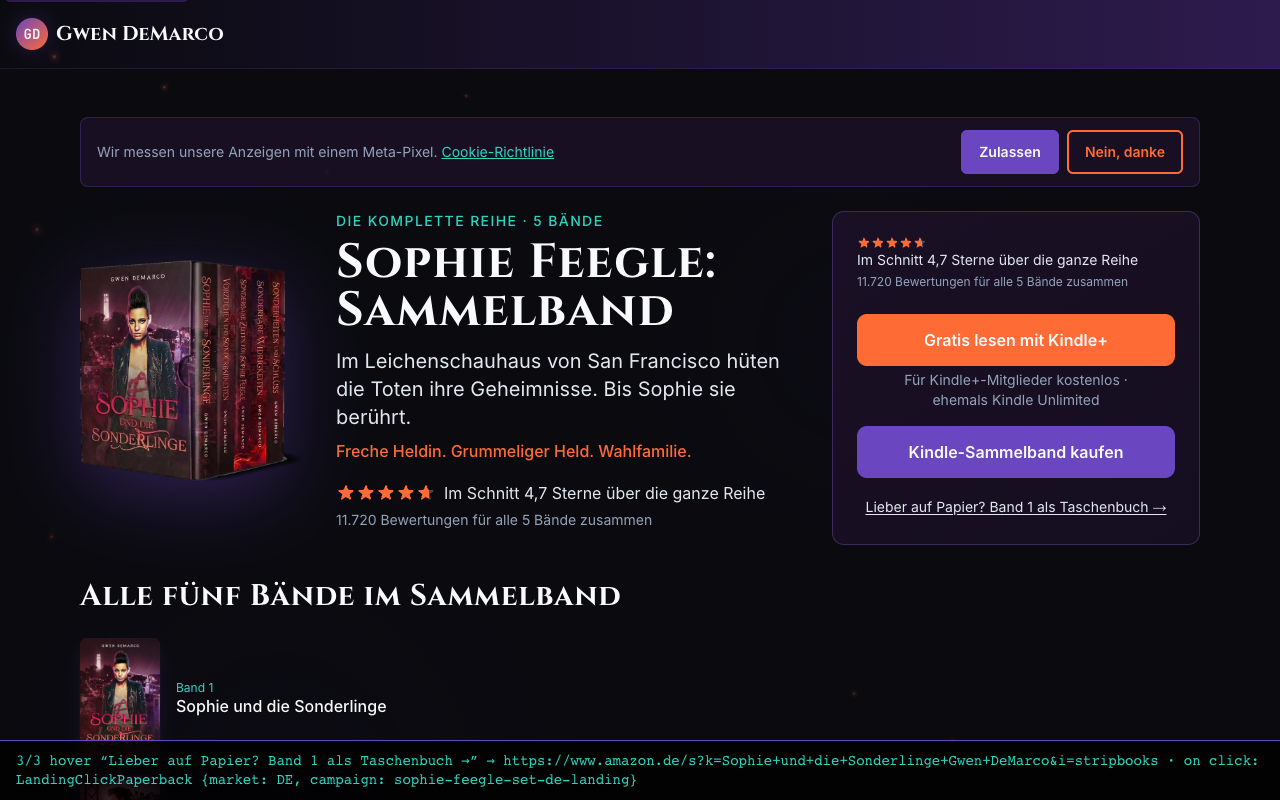 GD GWEN DEMARCO
Wir messen unsere Anzeigen mit einem Meta-Pixel. Cookie-Richtlinie
Zulassen
Nein, danke
GWEN DEMARCO
SOPHIE
UND DIE
SONDERLINGE
DIE KOMPLETTE REIHE · 5 BÄNDE
SOPHIE FEEGLE:
SAMMELBAND
Im Leichenschauhaus von San Francisco hüten
die Toten ihre Geheimnisse. Bis Sophie sie
berührt.
Freche Heldin. Grummeliger Held. Wahlfamilie.
Im Schnitt 4,7 Sterne über die ganze Reihe
11.720 Bewertungen für alle 5 Bände zusammen
Im Schnitt 4,7 Sterne über die ganze Reihe
11.720 Bewertungen für alle 5 Bände zusammen
Gratis lesen mit Kindle+
Für Kindle+-Mitglieder kostenlos ·
ehemals Kindle Unlimited
Kindle-Sammelband kaufen
Lieber auf Papier? Band 1 als Taschenbuch →
ALLE FÜNF BÄNDE IM SAMMELBAND
GWEN DEMARCO
SOPHIE
UND DIE
SONDERLINGE
Band 1
Sophie und die Sonderlinge
3/3 hover “Lieber auf Papier? Band 1 als Taschenbuch →” → https://www.amazon.de/s?k=Sophie+und+die+Sonderlinge+Gwen+DeMarco&i=stripbooks · on click:
LandingClickPaperback {market: DE, campaign: sophie-feegle-set-de-landing}